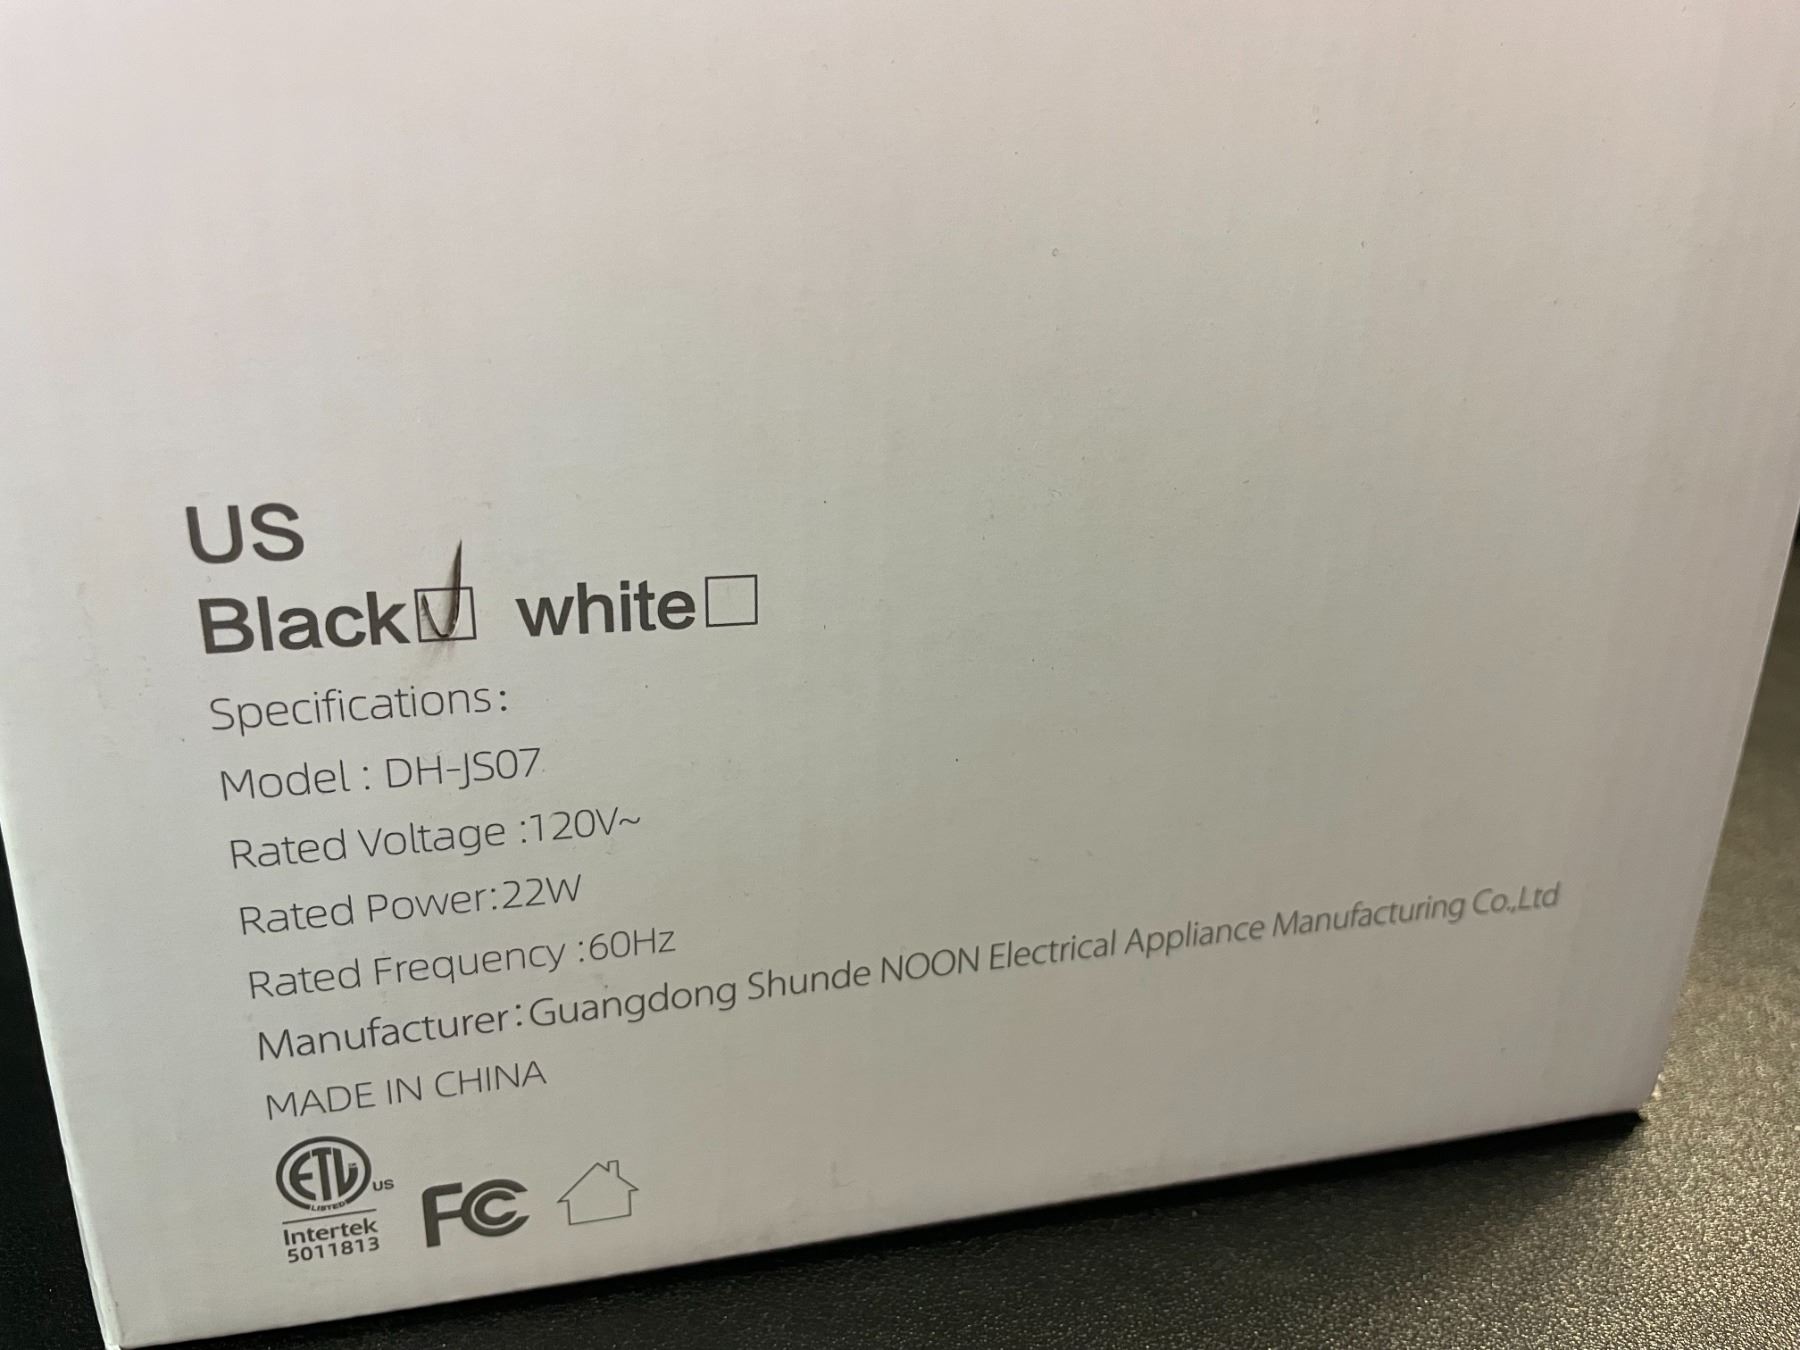 US
Black☑ white☐
Specifications:
Model : DH-JS07
Rated Voltage :120V~
Rated Power:22W
Rated Frequency :60Hz
Manufacturer:Guangdong Shunde NOON Electrical Appliance Manufacturing Co.,Ltd
MADE IN CHINA
ETL US
LISTED
Intertek
5011813
FC